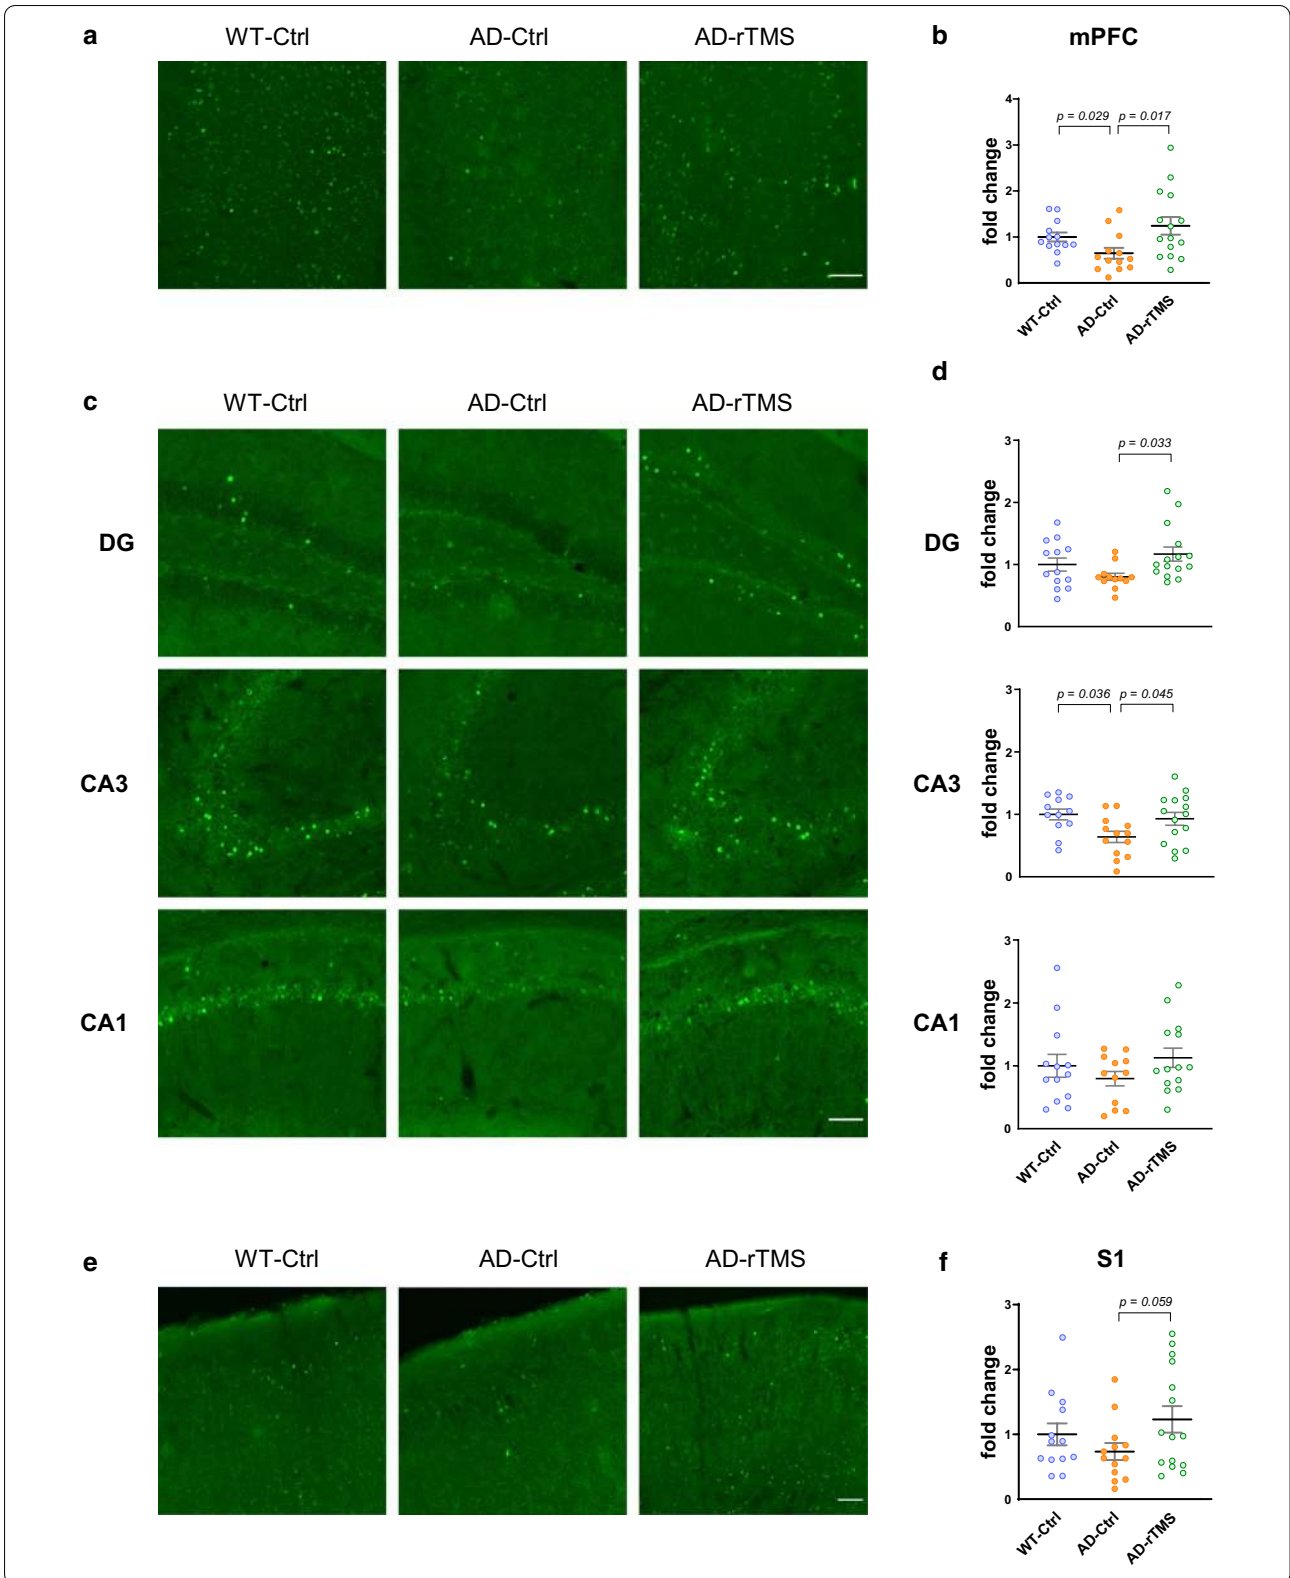 a WT-Ctrl AD-Ctrl AD-rTMS
b mPFC
fold change
4
3
2
1
0
p = 0.029 p = 0.017
WT-Ctrl AD-Ctrl AD-rTMS
c WT-Ctrl AD-Ctrl AD-rTMS
DG
CA3
CA1
d
DG
fold change
3
2
1
0
p = 0.033
CA3
fold change
3
2
1
0
p = 0.036 p = 0.045
CA1
fold change
3
2
1
0
WT-Ctrl AD-Ctrl AD-rTMS
e WT-Ctrl AD-Ctrl AD-rTMS
f S1
fold change
3
2
1
0
p = 0.059
WT-Ctrl AD-Ctrl AD-rTMS